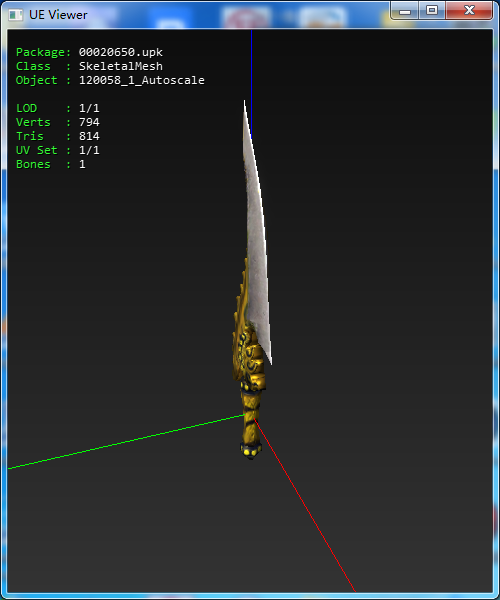 UE Viewer
Package: 00020650.upk
Class : SkeletalMesh
Object : 120058_1_Autoscale
LOD : 1/1
Verts : 794
Tris : 814
UV Set : 1/1
Bones : 1